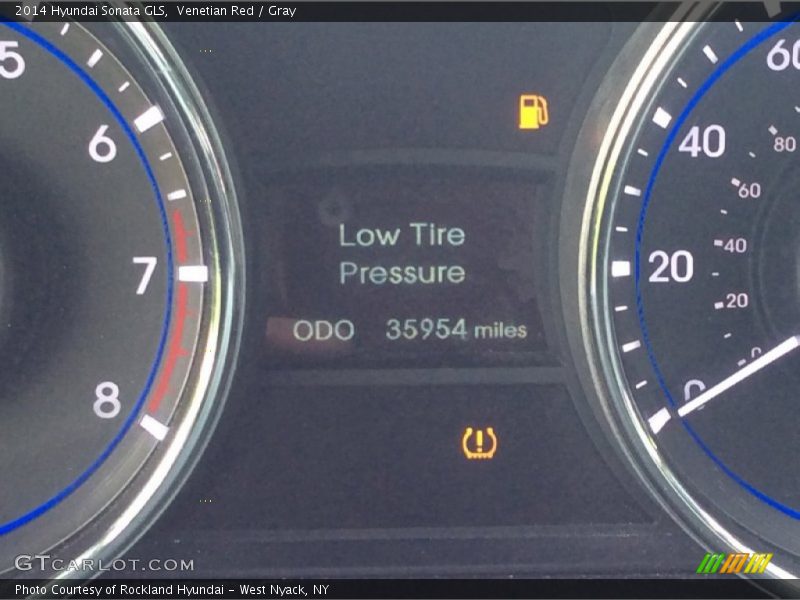 2014 Hyundai Sonata GLS,  Venetian Red / Gray
5
6
7
8
Low Tire
Pressure
ODO 35954 miles
60
40
20
0
80
60
40
20
0
GTCARLOT.COM
Photo Courtesy of Rockland Hyundai - West Nyack, NY